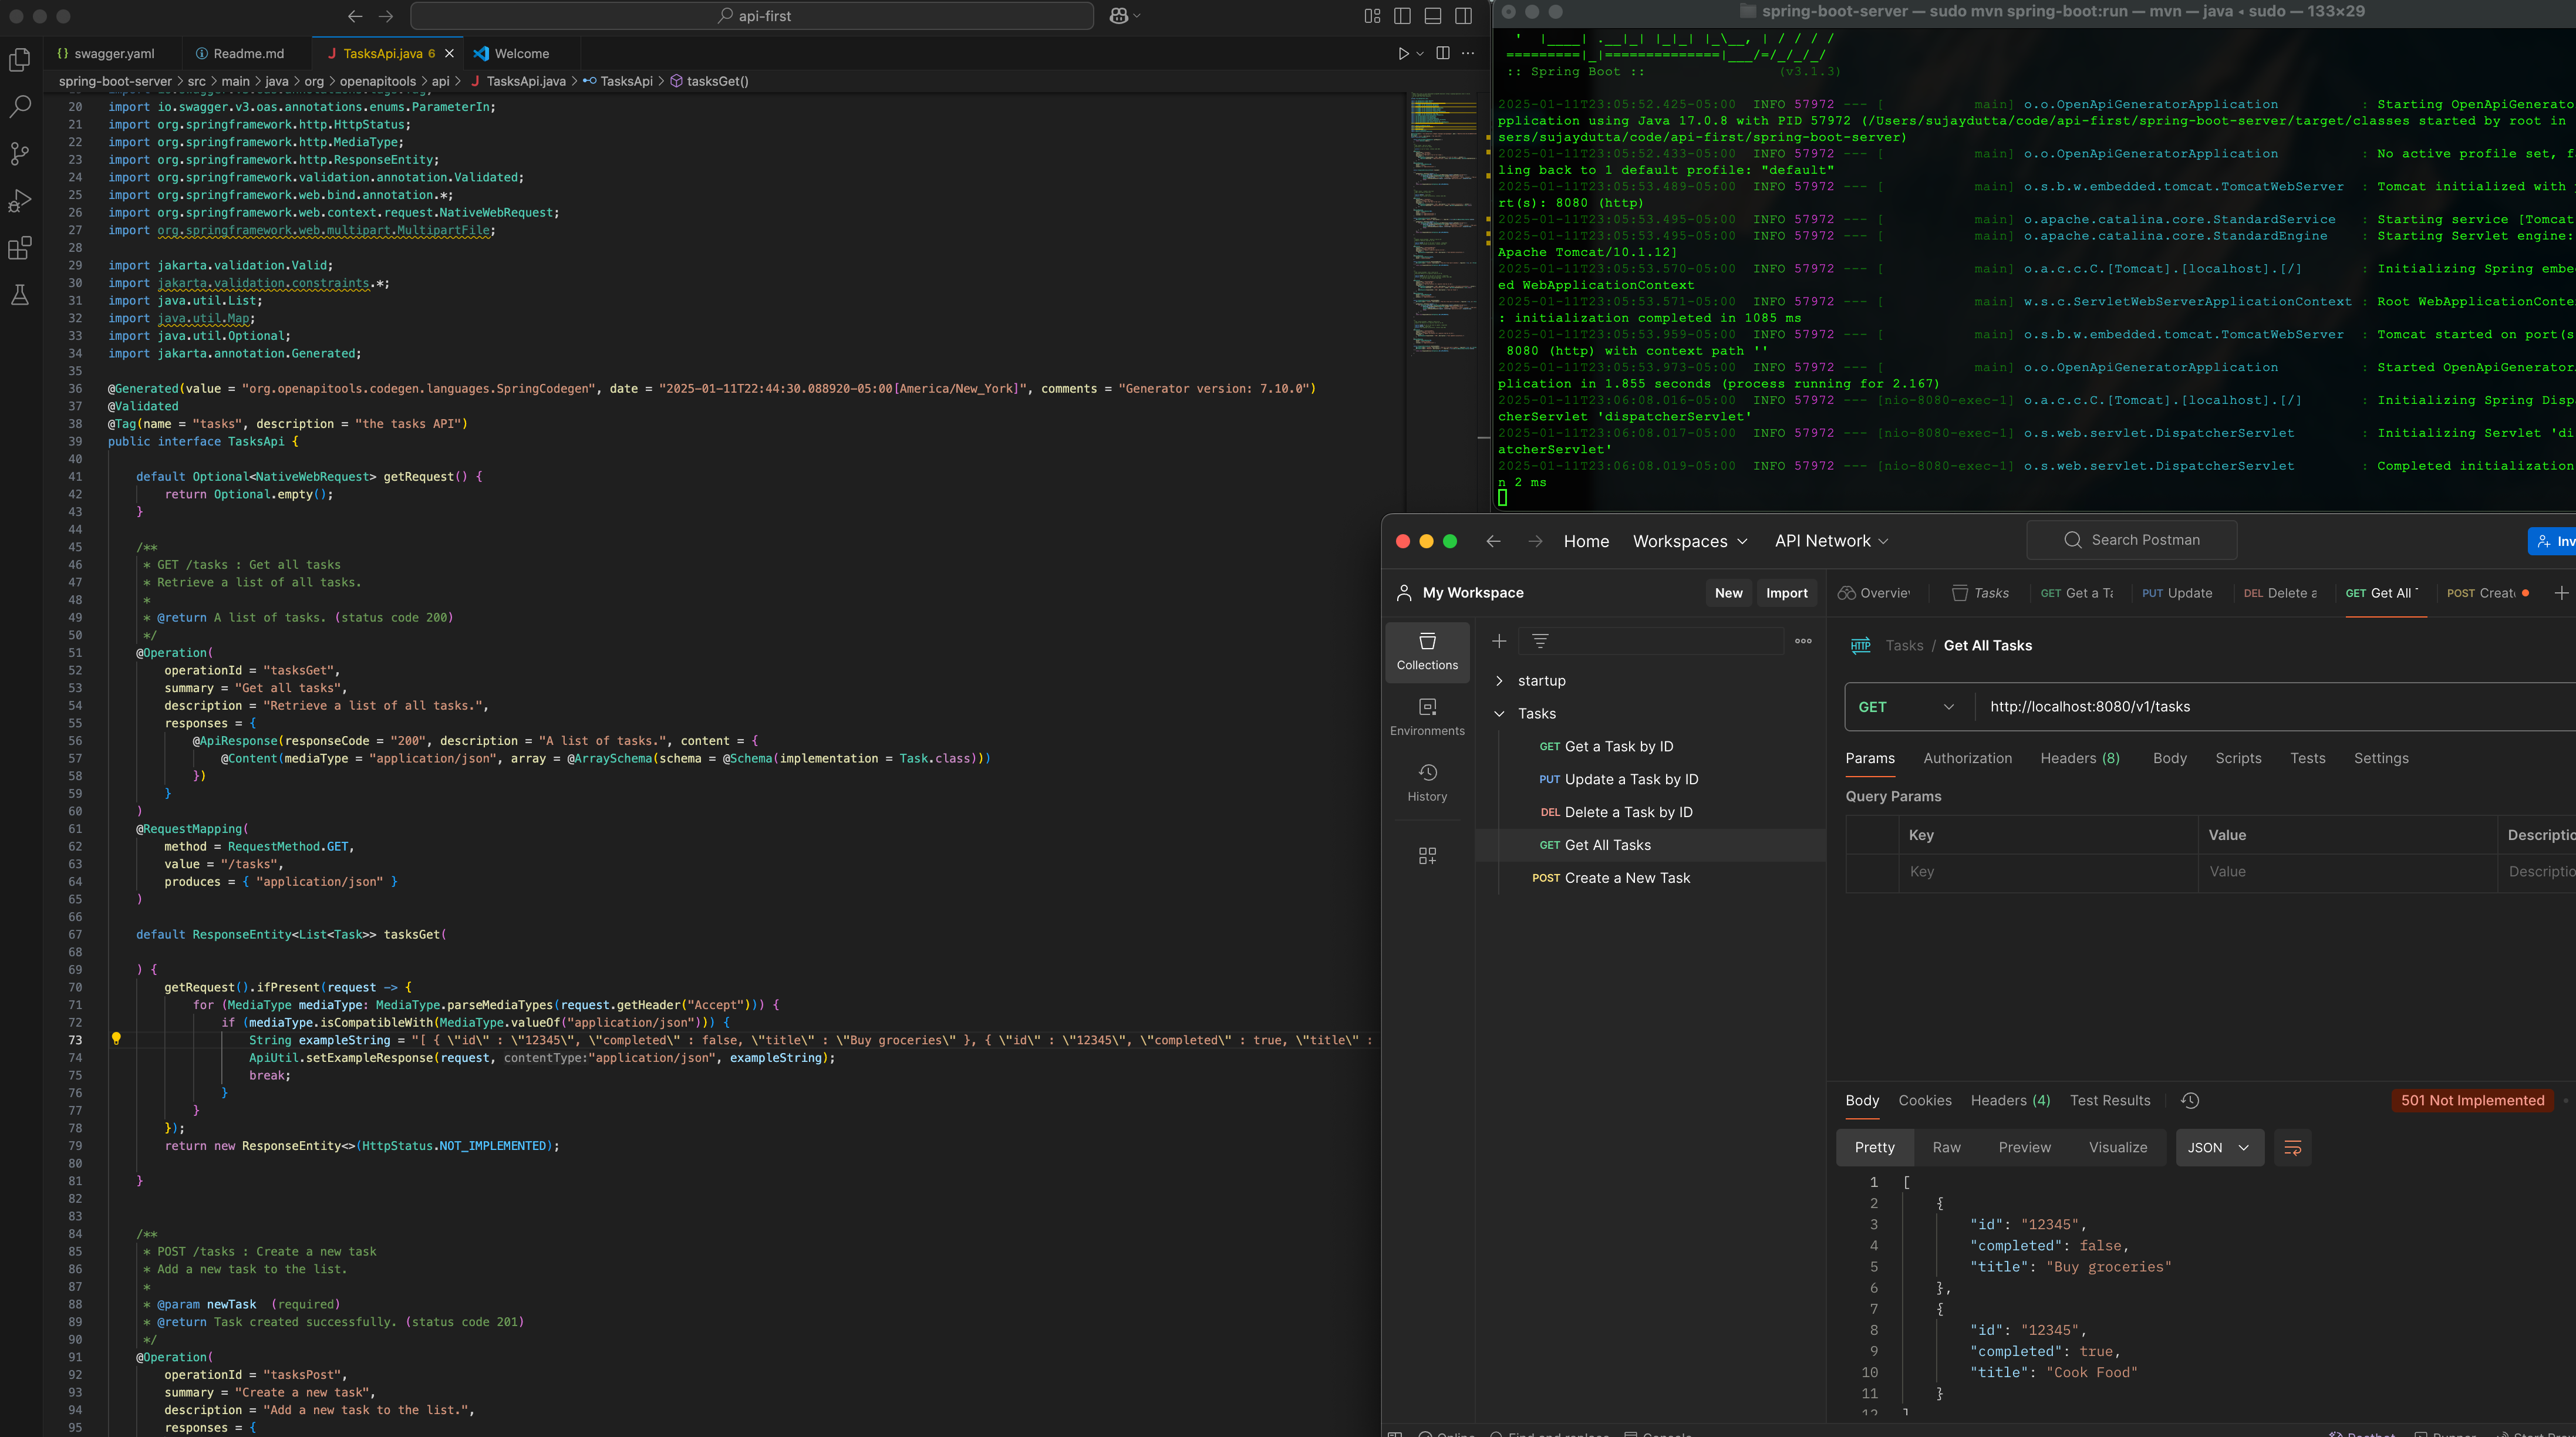 api-first
swagger.yaml
Readme.md
TasksApi.java 6
Welcome
spring-boot-server > src > main > java > org > openapitools > api > TasksApi.java > TasksApi > tasksGet()
20 import io.swagger.v3.oas.annotations.enums.ParameterIn;
21 import org.springframework.http.HttpStatus;
22 import org.springframework.http.MediaType;
23 import org.springframework.http.ResponseEntity;
24 import org.springframework.validation.annotation.Validated;
25 import org.springframework.web.bind.annotation.*;
26 import org.springframework.web.context.request.NativeWebRequest;
27 import org.springframework.web.multipart.MultipartFile;
28
29 import jakarta.validation.Valid;
30 import jakarta.validation.constraints.*;
31 import java.util.List;
32 import java.util.Map;
33 import java.util.Optional;
34 import jakarta.annotation.Generated;
35
36 @Generated(value = "org.openapitools.codegen.languages.SpringCodegen", date = "2025-01-11T22:44:30.088920-05:00[America/New_York]", comments = "Generator version: 7.10.0")
37 @Validated
38 @Tag(name = "tasks", description = "the tasks API")
39 public interface TasksApi {
40
41 default Optional<NativeWebRequest> getRequest() {
42 return Optional.empty();
43 }
44
45 /**
46 * GET /tasks : Get all tasks
47 * Retrieve a list of all tasks.
48 *
49 * @return A list of tasks. (status code 200)
50 */
51 @Operation(
52 operationId = "tasksGet",
53 summary = "Get all tasks",
54 description = "Retrieve a list of all tasks.",
55 responses = {
56 @ApiResponse(responseCode = "200", description = "A list of tasks.", content = {
57 @Content(mediaType = "application/json", array = @ArraySchema(schema = @Schema(implementation = Task.class)))
58 })
59 }
60 )
61 @RequestMapping(
62 method = RequestMethod.GET,
63 value = "/tasks",
64 produces = { "application/json" }
65 )
66
67 default ResponseEntity<List<Task>> tasksGet(
68
69 ) {
70 getRequest().ifPresent(request -> {
71 for (MediaType mediaType: MediaType.parseMediaTypes(request.getHeader("Accept"))) {
72 if (mediaType.isCompatibleWith(MediaType.valueOf("application/json"))) {
73 String exampleString = "[ { \"id\" : \"12345\", \"completed\" : false, \"title\" : \"Buy groceries\" }, { \"id\" : \"12345\", \"completed\" : true, \"title\" :
74 ApiUtil.setExampleResponse(request, contentType:"application/json", exampleString);
75 break;
76 }
77 }
78 });
79 return new ResponseEntity<>(HttpStatus.NOT_IMPLEMENTED);
80
81 }
82
83
84 /**
85 * POST /tasks : Create a new task
86 * Add a new task to the list.
87 *
88 * @param newTask (required)
89 * @return Task created successfully. (status code 201)
90 */
91 @Operation(
92 operationId = "tasksPost",
93 summary = "Create a new task",
94 description = "Add a new task to the list.",
95 responses = {
spring-boot-server — sudo mvn spring-boot:run — mvn — java ◂ sudo — 133×29
' |____| .__|_| |_|_| |_\__, | / / / /
=========|_|==============|___/=/_/_/_/
:: Spring Boot :: (v3.1.3)
2025-01-11T23:05:52.425-05:00 INFO 57972 --- [ main] o.o.OpenApiGeneratorApplication : Starting OpenApiGenerato
pplication using Java 17.0.8 with PID 57972 (/Users/sujaydutta/code/api-first/spring-boot-server/target/classes started by root in
sers/sujaydutta/code/api-first/spring-boot-server)
2025-01-11T23:05:52.433-05:00 INFO 57972 --- [ main] o.o.OpenApiGeneratorApplication : No active profile set, f
ling back to 1 default profile: "default"
2025-01-11T23:05:53.489-05:00 INFO 57972 --- [ main] o.s.b.w.embedded.tomcat.TomcatWebServer : Tomcat initialized with
rt(s): 8080 (http)
2025-01-11T23:05:53.495-05:00 INFO 57972 --- [ main] o.apache.catalina.core.StandardService : Starting service [Tomcat
2025-01-11T23:05:53.495-05:00 INFO 57972 --- [ main] o.apache.catalina.core.StandardEngine : Starting Servlet engine:
Apache Tomcat/10.1.12]
2025-01-11T23:05:53.570-05:00 INFO 57972 --- [ main] o.a.c.c.C.[Tomcat].[localhost].[/] : Initializing Spring embe
ed WebApplicationContext
2025-01-11T23:05:53.571-05:00 INFO 57972 --- [ main] w.s.c.ServletWebServerApplicationContext : Root WebApplicationConte
: initialization completed in 1085 ms
2025-01-11T23:05:53.959-05:00 INFO 57972 --- [ main] o.s.b.w.embedded.tomcat.TomcatWebServer : Tomcat started on port(s
8080 (http) with context path ''
2025-01-11T23:05:53.973-05:00 INFO 57972 --- [ main] o.o.OpenApiGeneratorApplication : Started OpenApiGenerator
plication in 1.855 seconds (process running for 2.167)
2025-01-11T23:06:08.016-05:00 INFO 57972 --- [nio-8080-exec-1] o.a.c.c.C.[Tomcat].[localhost].[/] : Initializing Spring Disp
cherServlet 'dispatcherServlet'
2025-01-11T23:06:08.017-05:00 INFO 57972 --- [nio-8080-exec-1] o.s.web.servlet.DispatcherServlet : Initializing Servlet 'di
atcherServlet'
2025-01-11T23:06:08.019-05:00 INFO 57972 --- [nio-8080-exec-1] o.s.web.servlet.DispatcherServlet : Completed initialization
n 2 ms
Home Workspaces API Network Search Postman Inv
My Workspace New Import
Overvie Tasks GET Get a Ta PUT Update DEL Delete a GET Get All POST Creat
Collections
Environments
History
startup
Tasks
GET Get a Task by ID
PUT Update a Task by ID
DEL Delete a Task by ID
GET Get All Tasks
POST Create a New Task
HTTP Tasks / Get All Tasks
GET http://localhost:8080/v1/tasks
Params Authorization Headers (8) Body Scripts Tests Settings
Query Params
Key Value Descriptio
Key Value Descriptio
Body Cookies Headers (4) Test Results 501 Not Implemented
Pretty Raw Preview Visualize JSON
1 [
2 {
3 "id": "12345",
4 "completed": false,
5 "title": "Buy groceries"
6 },
7 {
8 "id": "12345",
9 "completed": true,
10 "title": "Cook Food"
11 }
12 ]